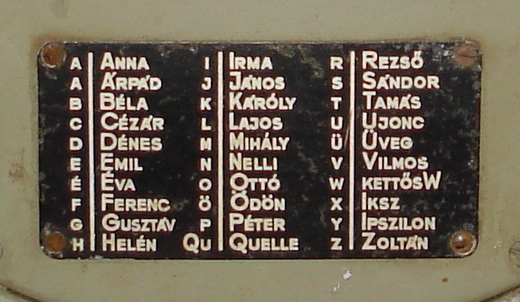 A Anna I Irma R Rezső
A Árpád J János S Sándor
B Béla K Károly T Tamás
C Cézár L Lajos U Ujonc
D Dénes M Mihály Ü Üveg
E Emil N Nelli V Vilmos
É Éva O Ottó W kettősW
F Ferenc Ö Ödön X Iksz
G Gusztáv P Péter Y Ipszilon
H Helén Qu Quelle Z Zoltán